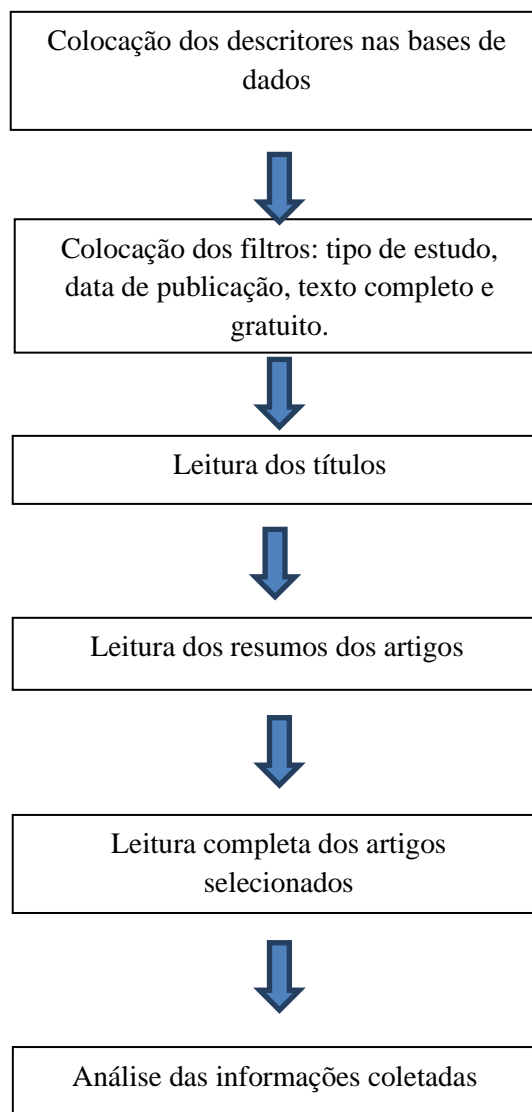 Colocação dos descritores nas bases de
dados
Colocação dos filtros: tipo de estudo,
data de publicação, texto completo e
gratuito.
Leitura dos títulos
Leitura dos resumos dos artigos
Leitura completa dos artigos
selecionados
Análise das informações coletadas